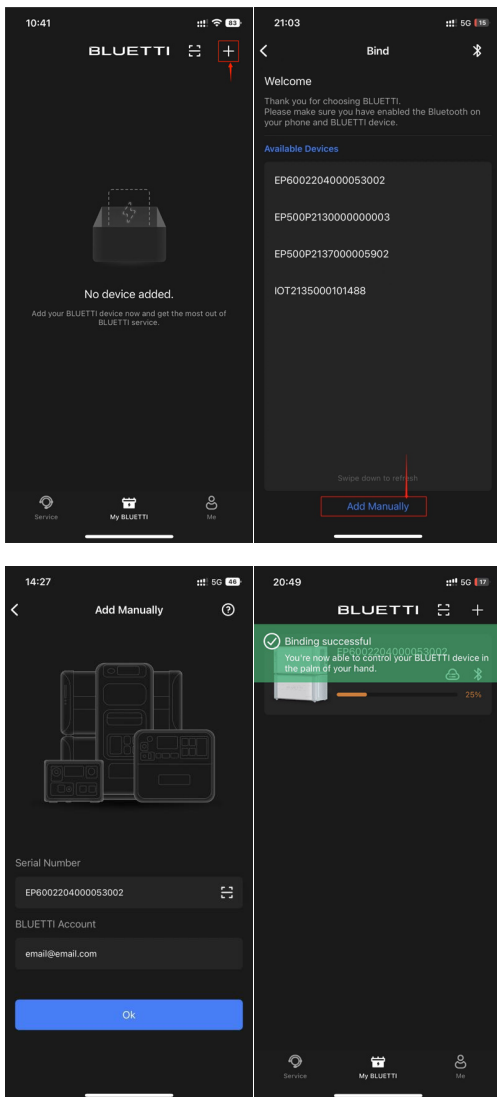 10:41
83
BLUETTI
No device added.
Add your BLUETTI device now and get the most out of
BLUETTI service.
Service
My BLUETTI
Me
21:03
5G 15
Bind
Welcome
Thank you for choosing BLUETTI.
Please make sure you have enabled the Bluetooth on
your phone and BLUETTI device.
Available Devices
EP6002204000053002
EP500P2130000000003
EP500P2137000005902
IOT2135000101488
Swipe down to refresh
Add Manually
14:27
5G 46
Add Manually
Serial Number
EP6002204000053002
BLUETTI Account
email@email.com
Ok
20:49
5G 17
BLUETTI
Binding successful
EP6002204000053002
You're now able to control your BLUETTI device in
the palm of your hand.
25%
Service
My BLUETTI
Me